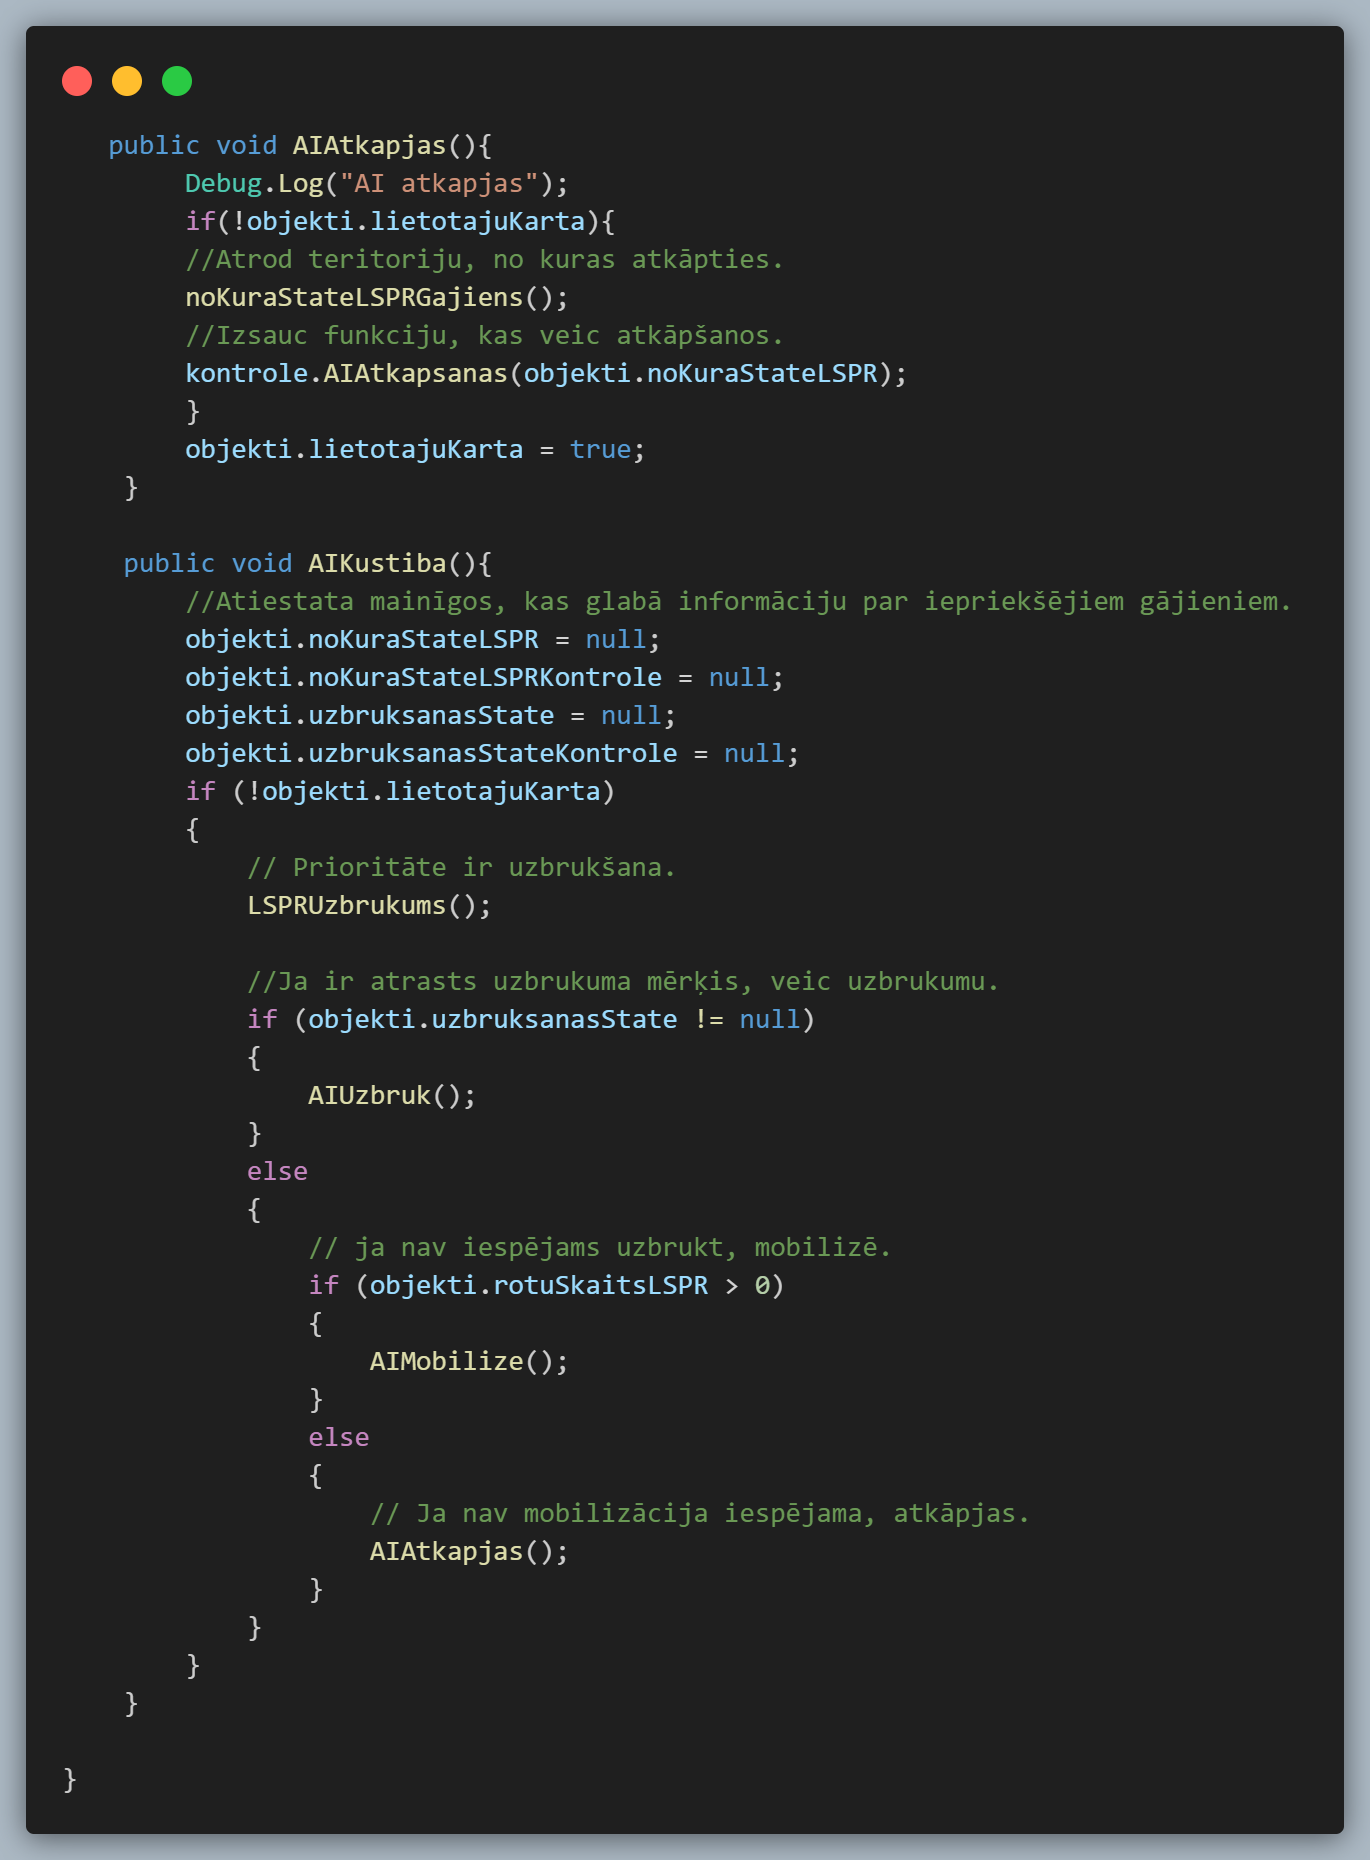 public void AIAtkapjas(){
Debug.Log("AI atkapjas");
if(!objekti.lietotajuKarta){
//Atrod teritoriju, no kuras atkāpties.
noKuraStateLSPRGajiens();
//Izsauc funkciju, kas veic atkāpšanos.
kontrole.AIAtkapsanas(objekti.noKuraStateLSPR);
}
objekti.lietotajuKarta = true;
}
public void AIKustiba(){
//Atiestata mainīgos, kas glabā informāciju par iepriekšējiem gājieniem.
objekti.noKuraStateLSPR = null;
objekti.noKuraStateLSPRKontrole = null;
objekti.uzbruksanasState = null;
objekti.uzbruksanasStateKontrole = null;
if (!objekti.lietotajuKarta)
{
// Prioritāte ir uzbrukšana.
LSPRUzbrukums();
//Ja ir atrasts uzbrukuma mērķis, veic uzbrukumu.
if (objekti.uzbruksanasState != null)
{
AIUzbruk();
}
else
{
// ja nav iespējams uzbrukt, mobilizē.
if (objekti.rotuSkaitsLSPR > 0)
{
AIMobilize();
}
else
{
// Ja nav mobilizācija iespējama, atkāpjas.
AIAtkapjas();
}
}
}
}
}